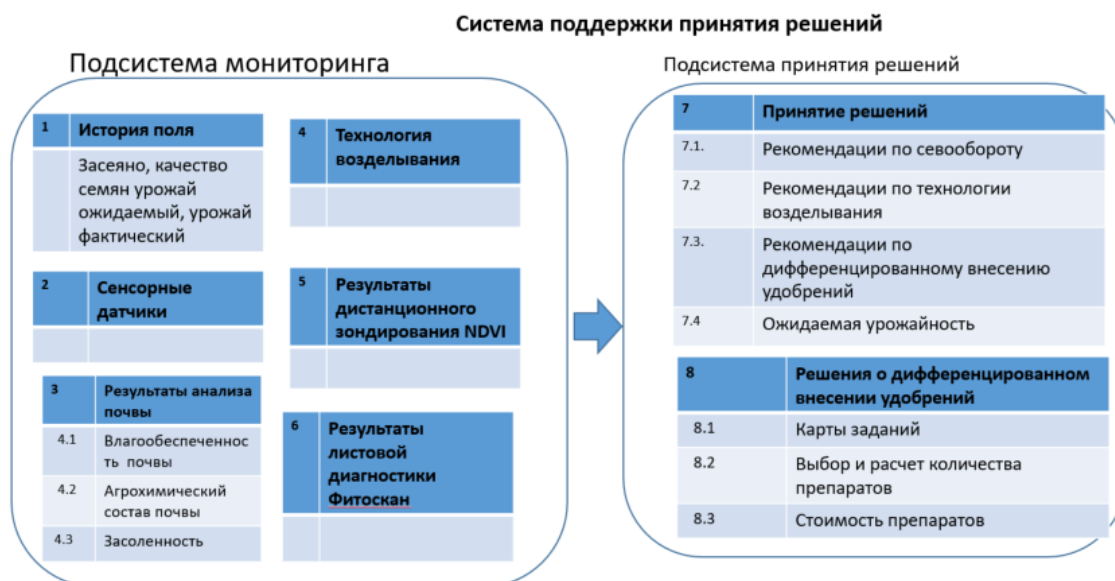 Система поддержки принятия решений
Подсистема мониторинга
1 История поля
Засеяно, качество
семян урожай
ожидаемый, урожай
фактический
2 Сенсорные
датчики
3 Результаты анализа
почвы
4.1 Влагообеспеченнос
ть почвы
4.2 Агрохимический
состав почвы
4.3 Засоленность
4 Технология
возделывания
5 Результаты
дистанционного
зондирования NDVI
6 Результаты
листовой
диагностики
Фитоскан
Подсистема принятия решений
7 Принятие решений
7.1. Рекомендации по севообороту
7.2 Рекомендации по технологии
возделывания
7.3. Рекомендации по
дифференцированному внесению
удобрений
7.4 Ожидаемая урожайность
8 Решения о дифференцированном
внесении удобрений
8.1 Карты заданий
8.2 Выбор и расчет количества
препаратов
8.3 Стоимость препаратов